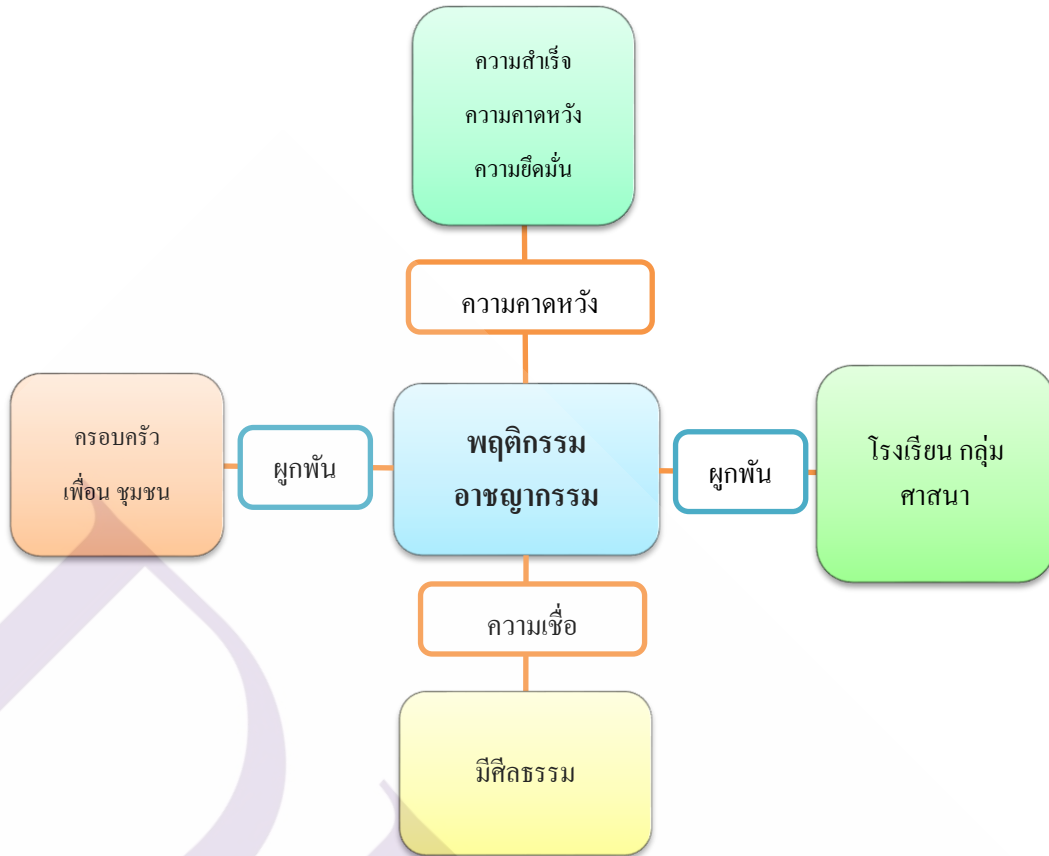 ความสำเร็จ
ความคาดหวัง
ความยึดมั่น
ความคาดหวัง
ครอบครัว
เพื่อน ชุมชน
ผูกพัน
พฤติกรรม
อาชญากรรม
ผูกพัน
โรงเรียน กลุ่ม
ศาสนา
ความเชื่อ
มีศีลธรรม